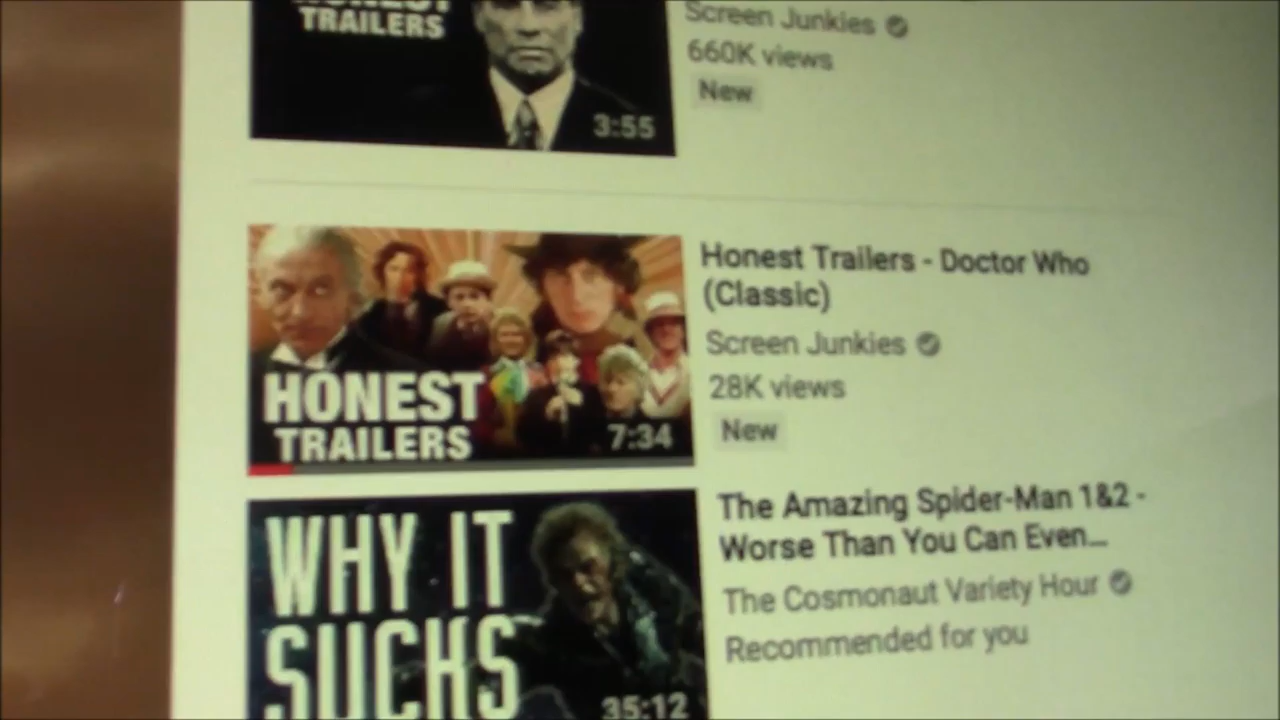 TRAILERS
3:55
Screen Junkies
660K views
New
HONEST
TRAILERS
7:34
Honest Trailers - Doctor Who
(Classic)
Screen Junkies
28K views
New
WHY IT
SUCKS
35:12
The Amazing Spider-Man 1&2 -
Worse Than You Can Even...
The Cosmonaut Variety Hour
Recommended for you